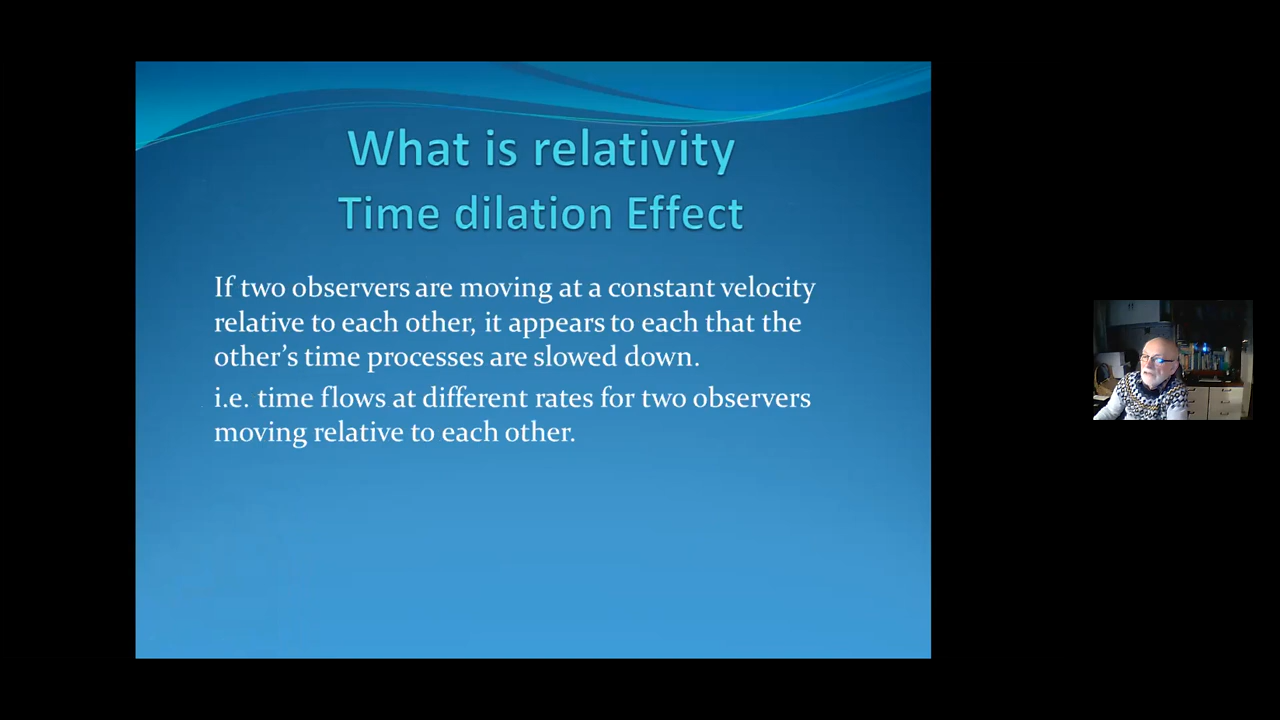 What is relativity
Time dilation Effect
If two observers are moving at a constant velocity
relative to each other, it appears to each that the
other’s time processes are slowed down.
i.e. time flows at different rates for two observers
moving relative to each other.